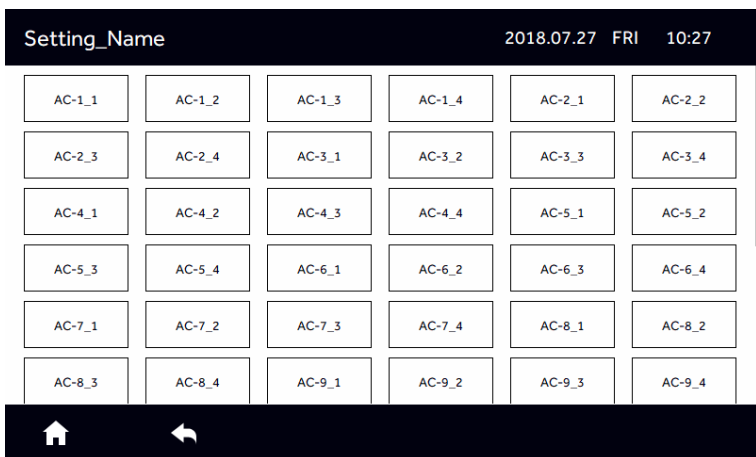 Setting_Name 2018.07.27 FRI 10:27
AC-1_1 AC-1_2 AC-1_3 AC-1_4 AC-2_1 AC-2_2
AC-2_3 AC-2_4 AC-3_1 AC-3_2 AC-3_3 AC-3_4
AC-4_1 AC-4_2 AC-4_3 AC-4_4 AC-5_1 AC-5_2
AC-5_3 AC-5_4 AC-6_1 AC-6_2 AC-6_3 AC-6_4
AC-7_1 AC-7_2 AC-7_3 AC-7_4 AC-8_1 AC-8_2
AC-8_3 AC-8_4 AC-9_1 AC-9_2 AC-9_3 AC-9_4